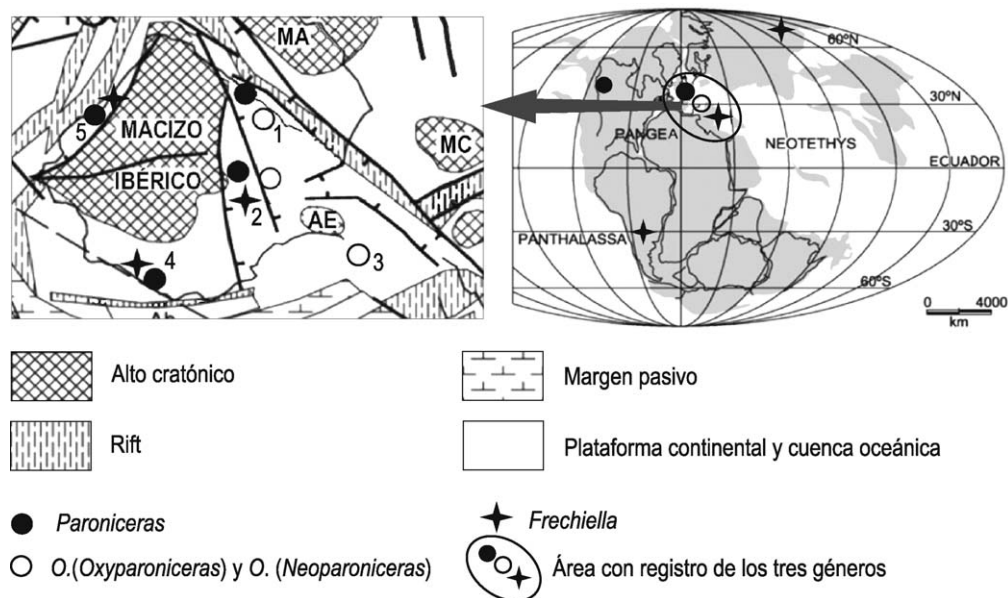 MA
MACIZO
IBÉRICO
MC
AE
1
2
3
4
5
60ºN
30ºN
PANGEA
NEOTETHYS
ECUADOR
PANTHALASSA
30ºS
60ºS
0 4000
km
Alto cratónico
Margen pasivo
Rift
Plataforma continental y cuenca oceánica
Paroniceras
Frechiella
O.(Oxyparoniceras) y O. (Neoparoniceras)
Área con registro de los tres géneros